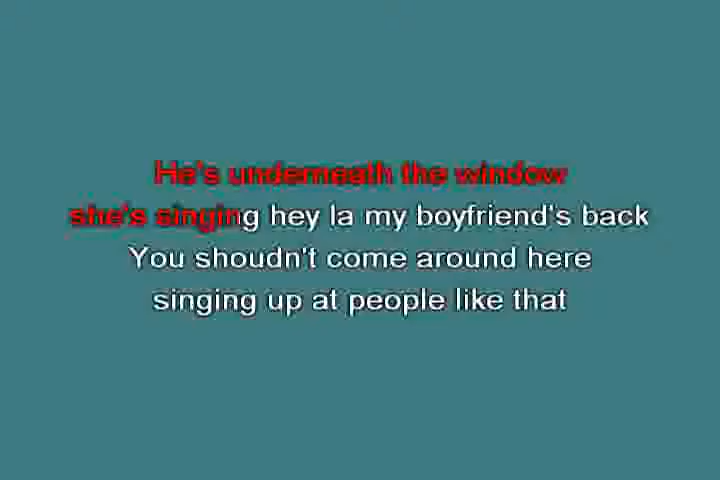 He's underneath the window
she's singing hey la my boyfriend's back
You shoudn't come around here
singing up at people like that